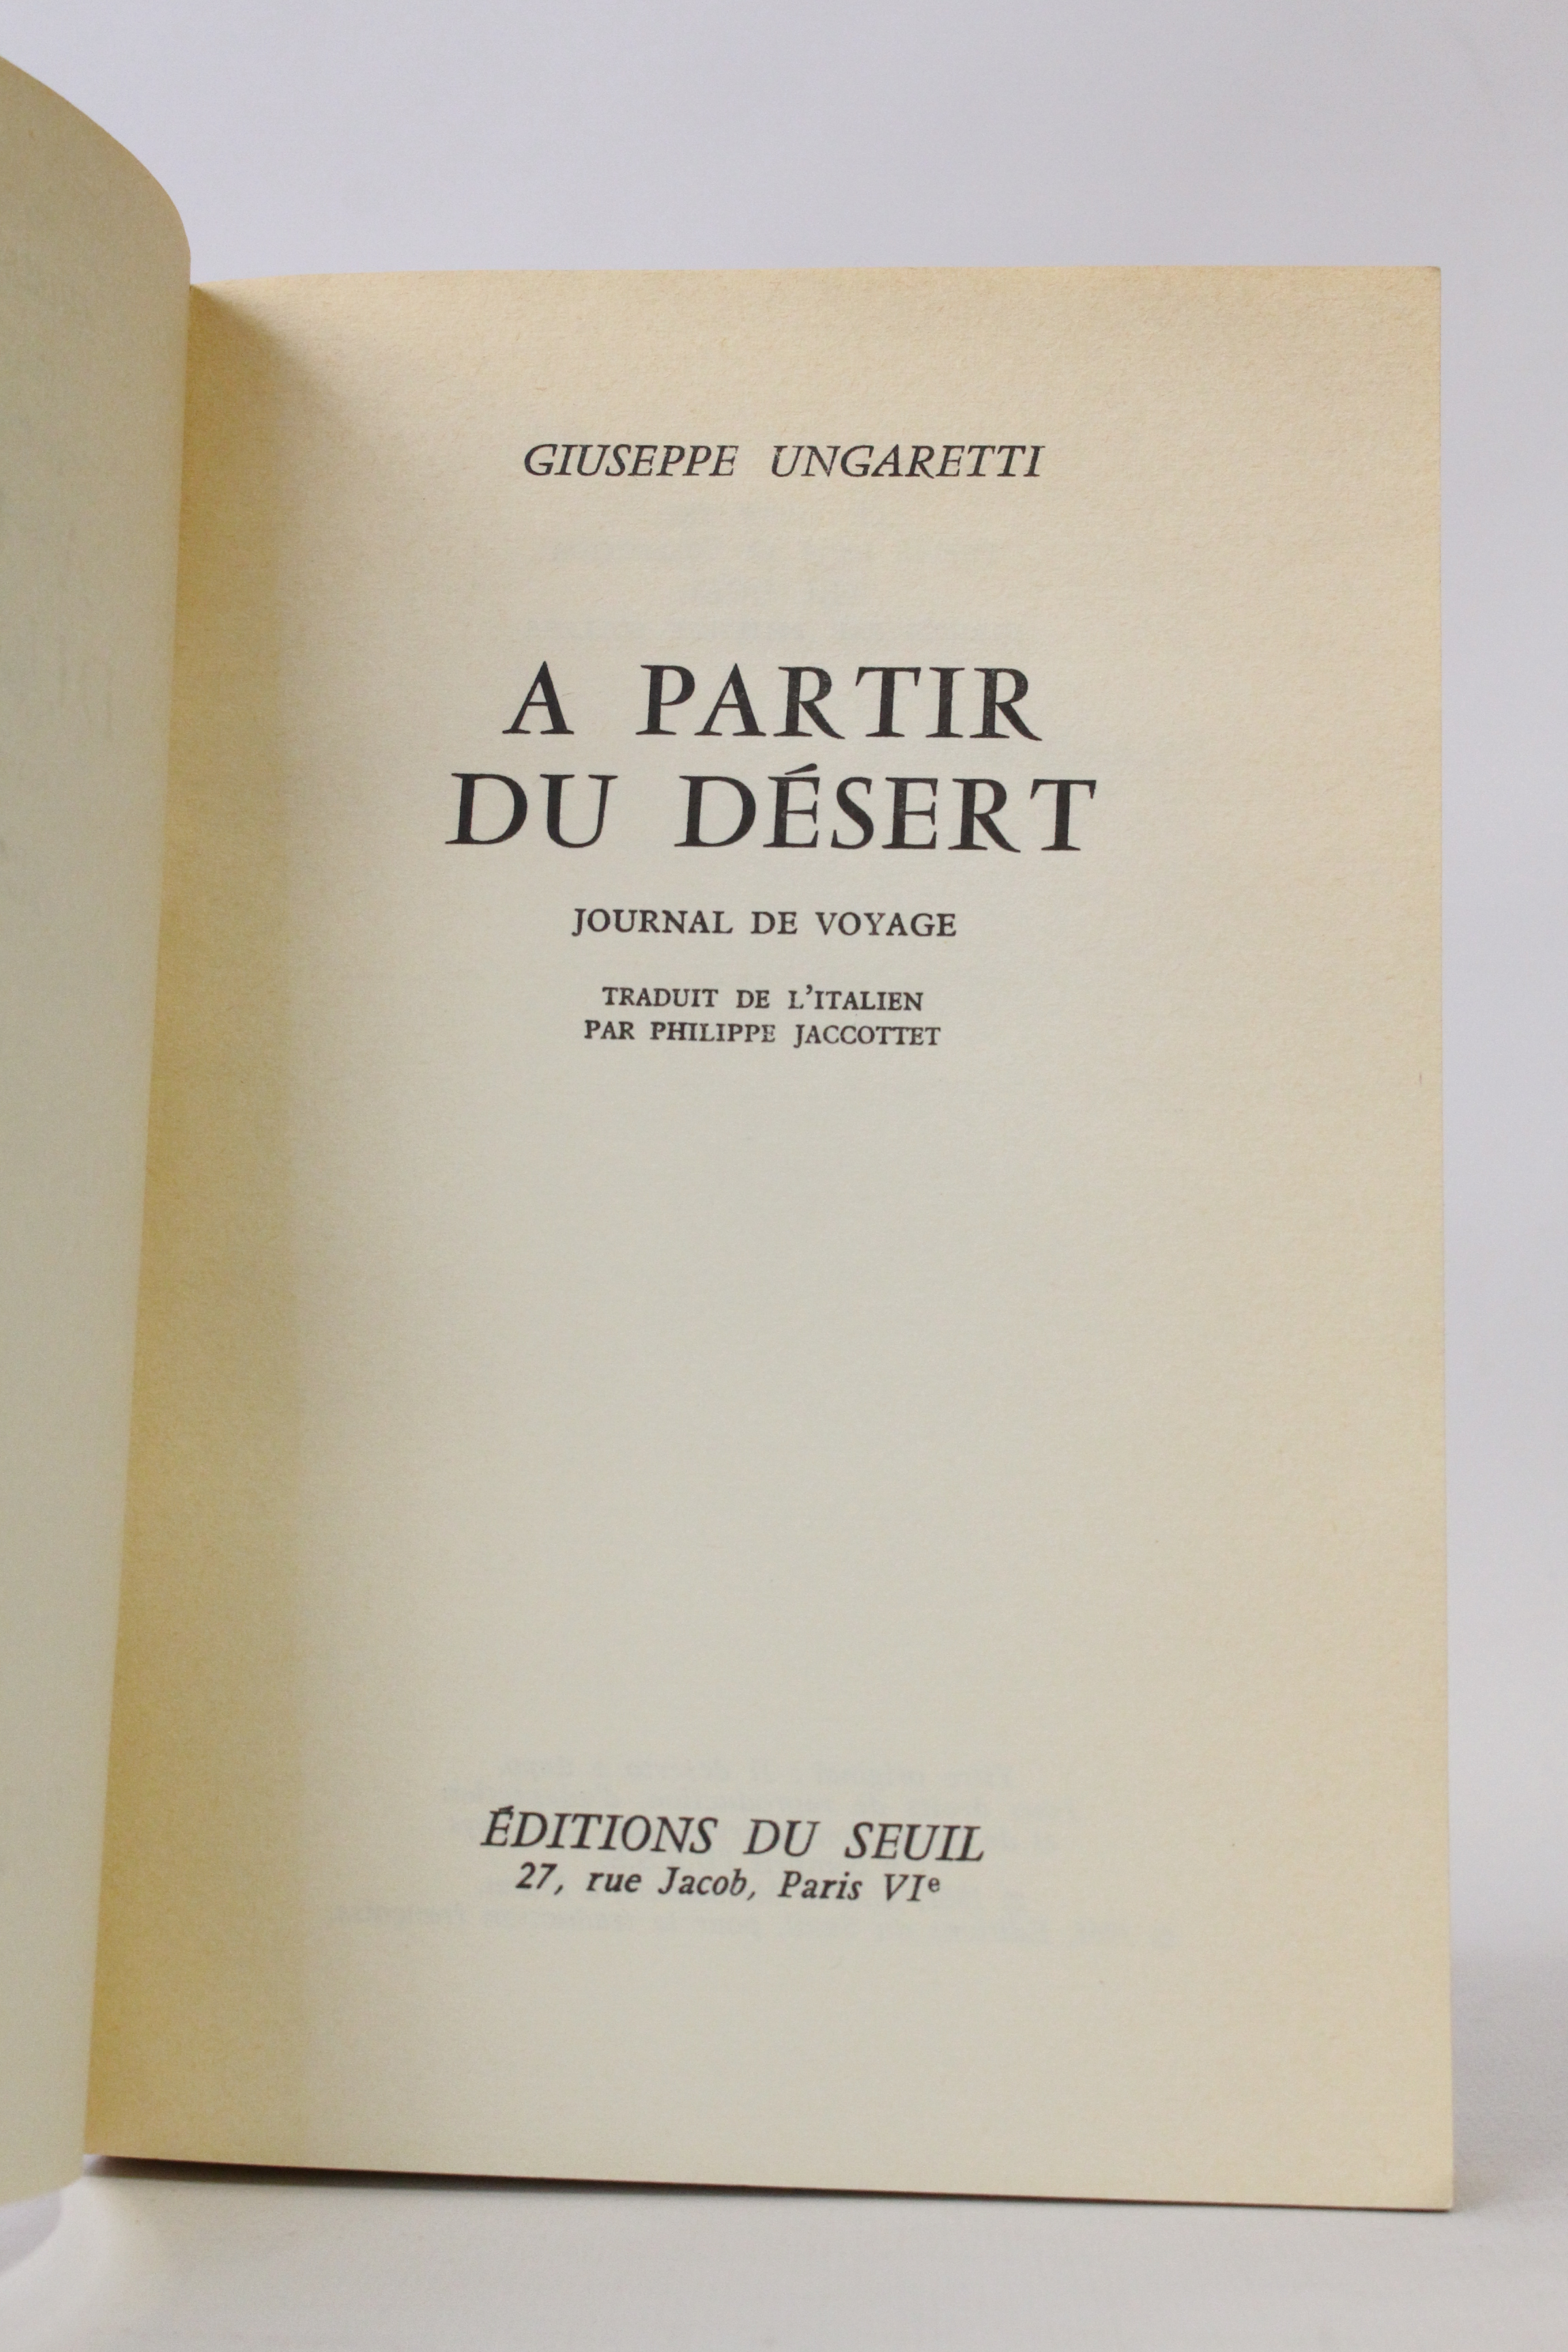 GIUSEPPE UNGARETTI
A PARTIR
DU DÉSERT
JOURNAL DE VOYAGE
TRADUIT DE L'ITALIEN
PAR PHILIPPE JACCOTTET
ÉDITIONS DU SEUIL
27, rue Jacob, Paris VIᵉ